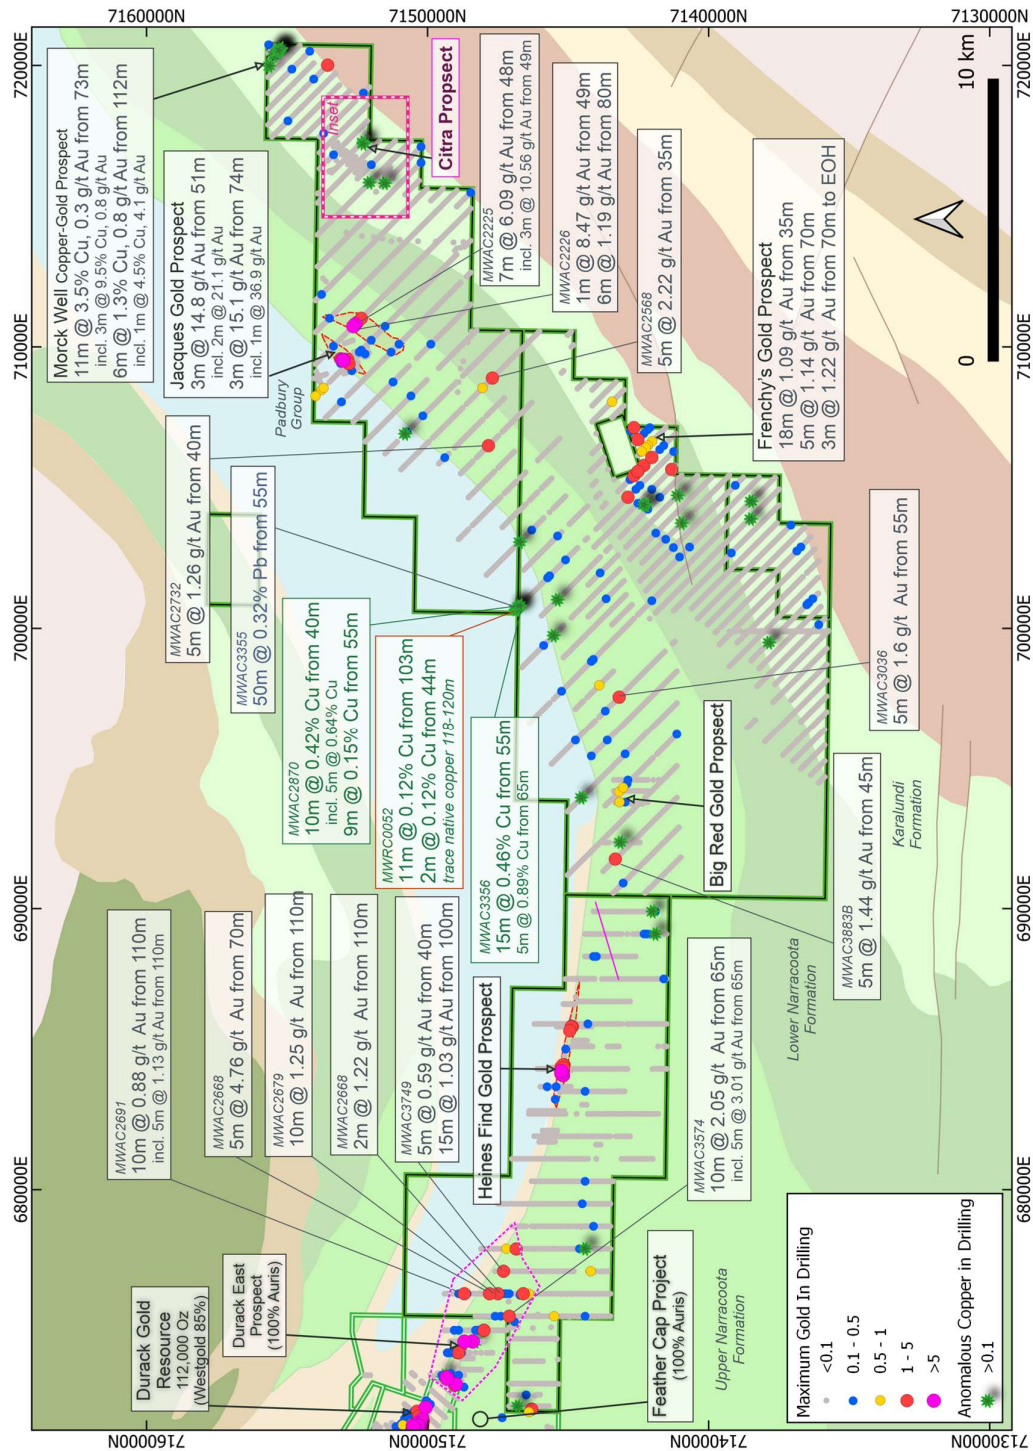 670000E
680000E
690000E
700000E
710000E
720000E
7160000N
7150000N
7140000N
7130000N
7160000N
7150000N
7140000N
7130000N
Durack Gold
Resource
112,000 Oz
(Westgold 85%)
Durack East
Prospect
(100% Auris)
MWAC2691
10m @ 0.88 g/t Au from 110m
incl. 5m @ 1.13 g/t Au from 110m
MWAC2668
5m @ 4.76 g/t Au from 70m
MWAC2679
10m @ 1.25 g/t Au from 110m
MWAC2668
2m @ 1.22 g/t Au from 110m
MWAC3749
5m @ 0.59 g/t Au from 40m
15m @ 1.03 g/t Au from 100m
Heines Find Gold Prospect
MWAC3574
10m @ 2.05 g/t Au from 65m
incl. 5m @ 3.01 g/t Au from 65m
Feather Cap Project
(100% Auris)
Upper Narracoota
Formation
MWAC2732
5m @ 1.26 g/t Au from 40m
MWAC3355
50m @ 0.32% Pb from 55m
MWAC2870
10m @ 0.42% Cu from 40m
incl. 5m @ 0.64% Cu
9m @ 0.15% Cu from 55m
MWRC0052
11m @ 0.12% Cu from 103m
2m @ 0.12% Cu from 44m
trace native copper 118-120m
MWAC3356
15m @ 0.46% Cu from 55m
5m @ 0.89% Cu from 65m
Big Red Gold Propsect
MWAC3883B
5m @ 1.44 g/t Au from 45m
Lower Narracoota
Formation
Karalundi
Formation
MWAC3036
5m @ 1.6 g/t Au from 55m
Morck Well Copper-Gold Prospect
11m @ 3.5% Cu, 0.3 g/t Au from 73m
incl. 3m @ 9.5% Cu, 0.8 g/t Au
6m @ 1.3% Cu, 0.8 g/t Au from 112m
incl. 1m @ 4.5% Cu, 4.1 g/t Au
Jacques Gold Prospect
3m @ 14.8 g/t Au from 51m
incl. 2m @ 21.1 g/t Au
3m @ 15.1 g/t Au from 74m
incl. 1m @ 36.9 g/t Au
Padbury
Group
Inset
Citra Propsect
MWAC2225
7m @ 6.09 g/t Au from 48m
incl. 3m @ 10.56 g/t Au from 49m
MWAC2226
1m @ 8.47 g/t Au from 49m
6m @ 1.19 g/t Au from 80m
MWAC2568
5m @ 2.22 g/t Au from 35m
Frenchy's Gold Prospect
18m @ 1.09 g/t Au from 35m
5m @ 1.14 g/t Au from 70m
3m @ 1.22 g/t Au from 70m to EOH
0
10 km
Maximum Gold In Drilling
<0.1
0.1 - 0.5
0.5 - 1
1 - 5
>5
Anomalous Copper in Drilling
>0.1
680000E
690000E
700000E
710000E
720000E